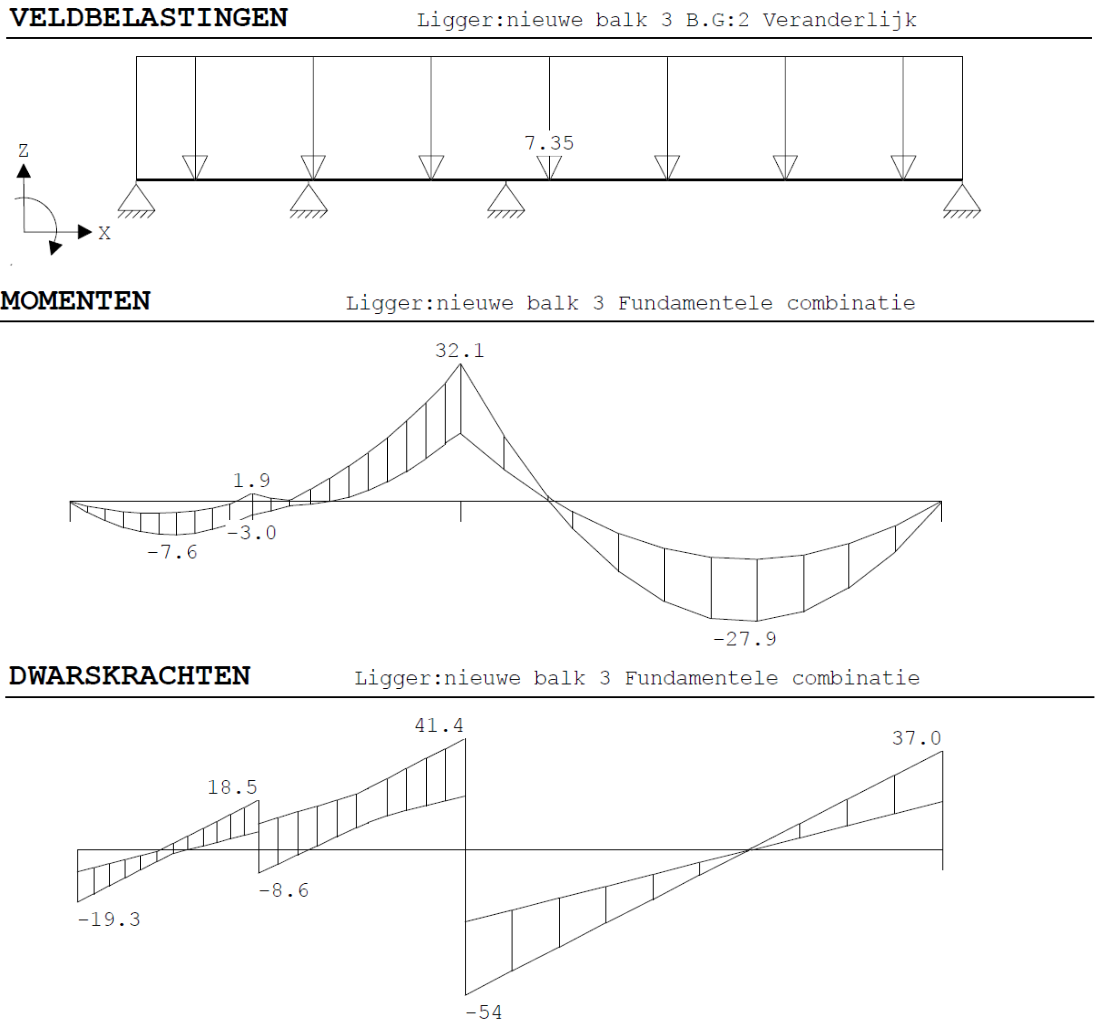 VELDBELASTINGEN Ligger:nieuwe balk 3 B.G:2 Veranderlijk
7.35
Z
X
MOMENTEN Ligger:nieuwe balk 3 Fundamentele combinatie
32.1
1.9
-3.0
-7.6
-27.9
DWARSKRACHTEN Ligger:nieuwe balk 3 Fundamentele combinatie
41.4
37.0
18.5
-8.6
-19.3
-54